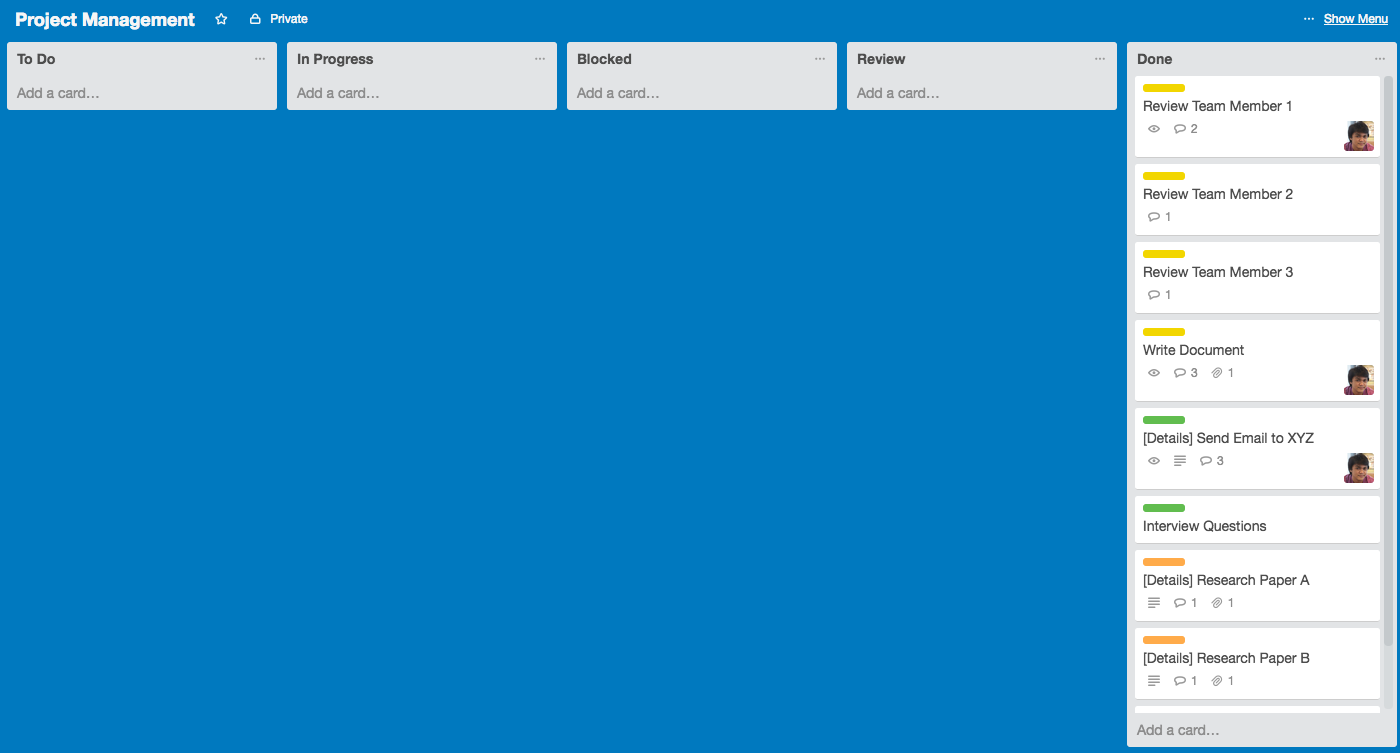 Project Management
Private
··· Show Menu
To Do ···
Add a card…
In Progress ···
Add a card…
Blocked ···
Add a card…
Review ···
Add a card…
Done ···
Review Team Member 1
2
Review Team Member 2
1
Review Team Member 3
1
Write Document
3 1
[Details] Send Email to XYZ
3
Interview Questions
[Details] Research Paper A
1 1
[Details] Research Paper B
1 1
Add a card…